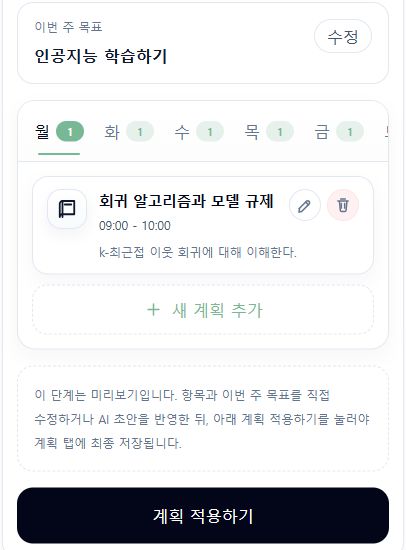 이번 주 목표
인공지능 학습하기
수정
월 1 화 1 수 1 목 1 금 1
회귀 알고리즘과 모델 규제
09:00 - 10:00
k-최근접 이웃 회귀에 대해 이해한다.
+ 새 계획 추가
이 단계는 미리보기입니다. 항목과 이번 주 목표를 직접
수정하거나 AI 초안을 반영한 뒤, 아래 계획 적용하기를 눌러야
계획 탭에 최종 저장됩니다.
계획 적용하기